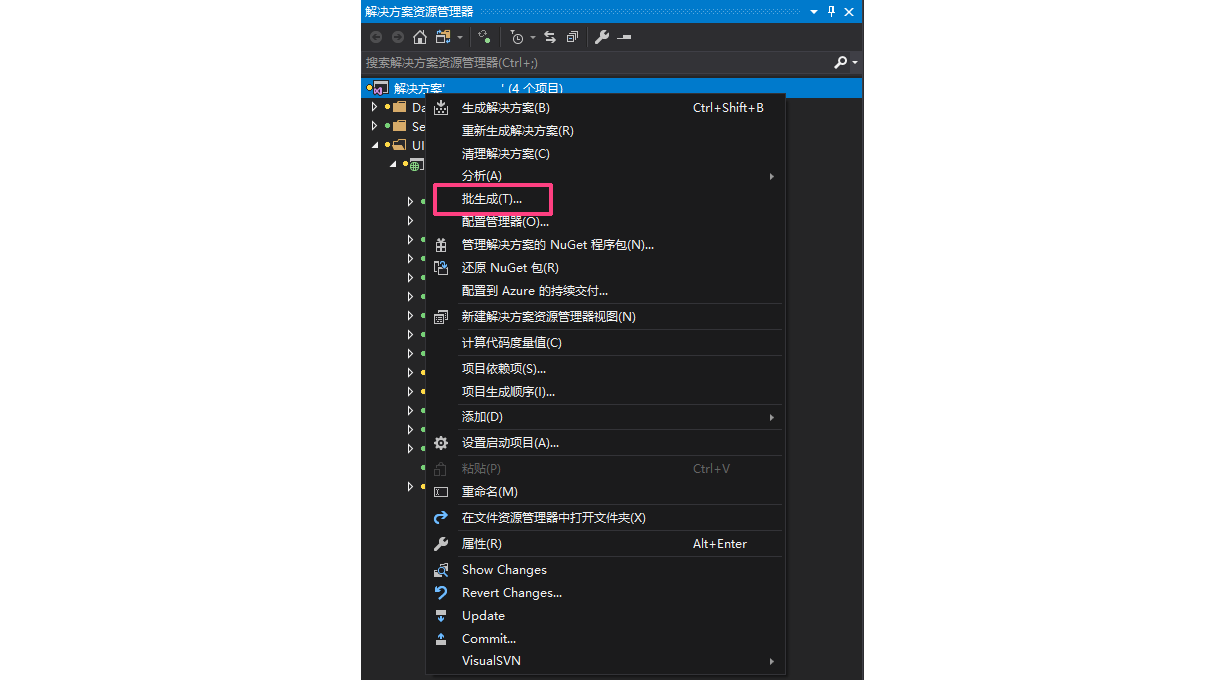 解决方案资源管理器
搜索解决方案资源管理器(Ctrl+;)
解决方案' ' (4 个项目)
Da
Se
UI
生成解决方案(B) Ctrl+Shift+B
重新生成解决方案(R)
清理解决方案(C)
分析(A)
批生成(T)...
配置管理器(O)...
管理解决方案的 NuGet 程序包(N)...
还原 NuGet 包(R)
配置到 Azure 的持续交付...
新建解决方案资源管理器视图(N)
计算代码度量值(C)
项目依赖项(S)...
项目生成顺序(I)...
添加(D)
设置启动项目(A)...
粘贴(P) Ctrl+V
重命名(M)
在文件资源管理器中打开文件夹(X)
属性(R) Alt+Enter
Show Changes
Revert Changes...
Update
Commit...
VisualSVN